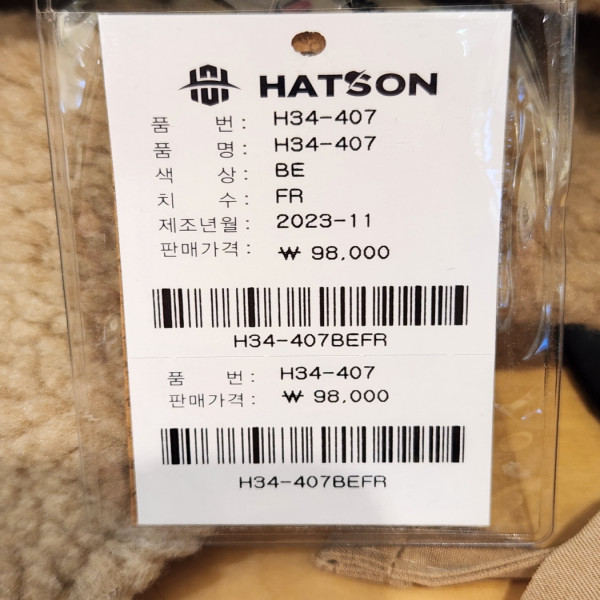 HATSON
품 번 : H34-407
품 명 : H34-407
색 상 : BE
치 수 : FR
제조년월 : 2023-11
판매가격 : ₩ 98,000
H34-407BEFR
품 번 : H34-407
판매가격 : ₩ 98,000
H34-407BEFR